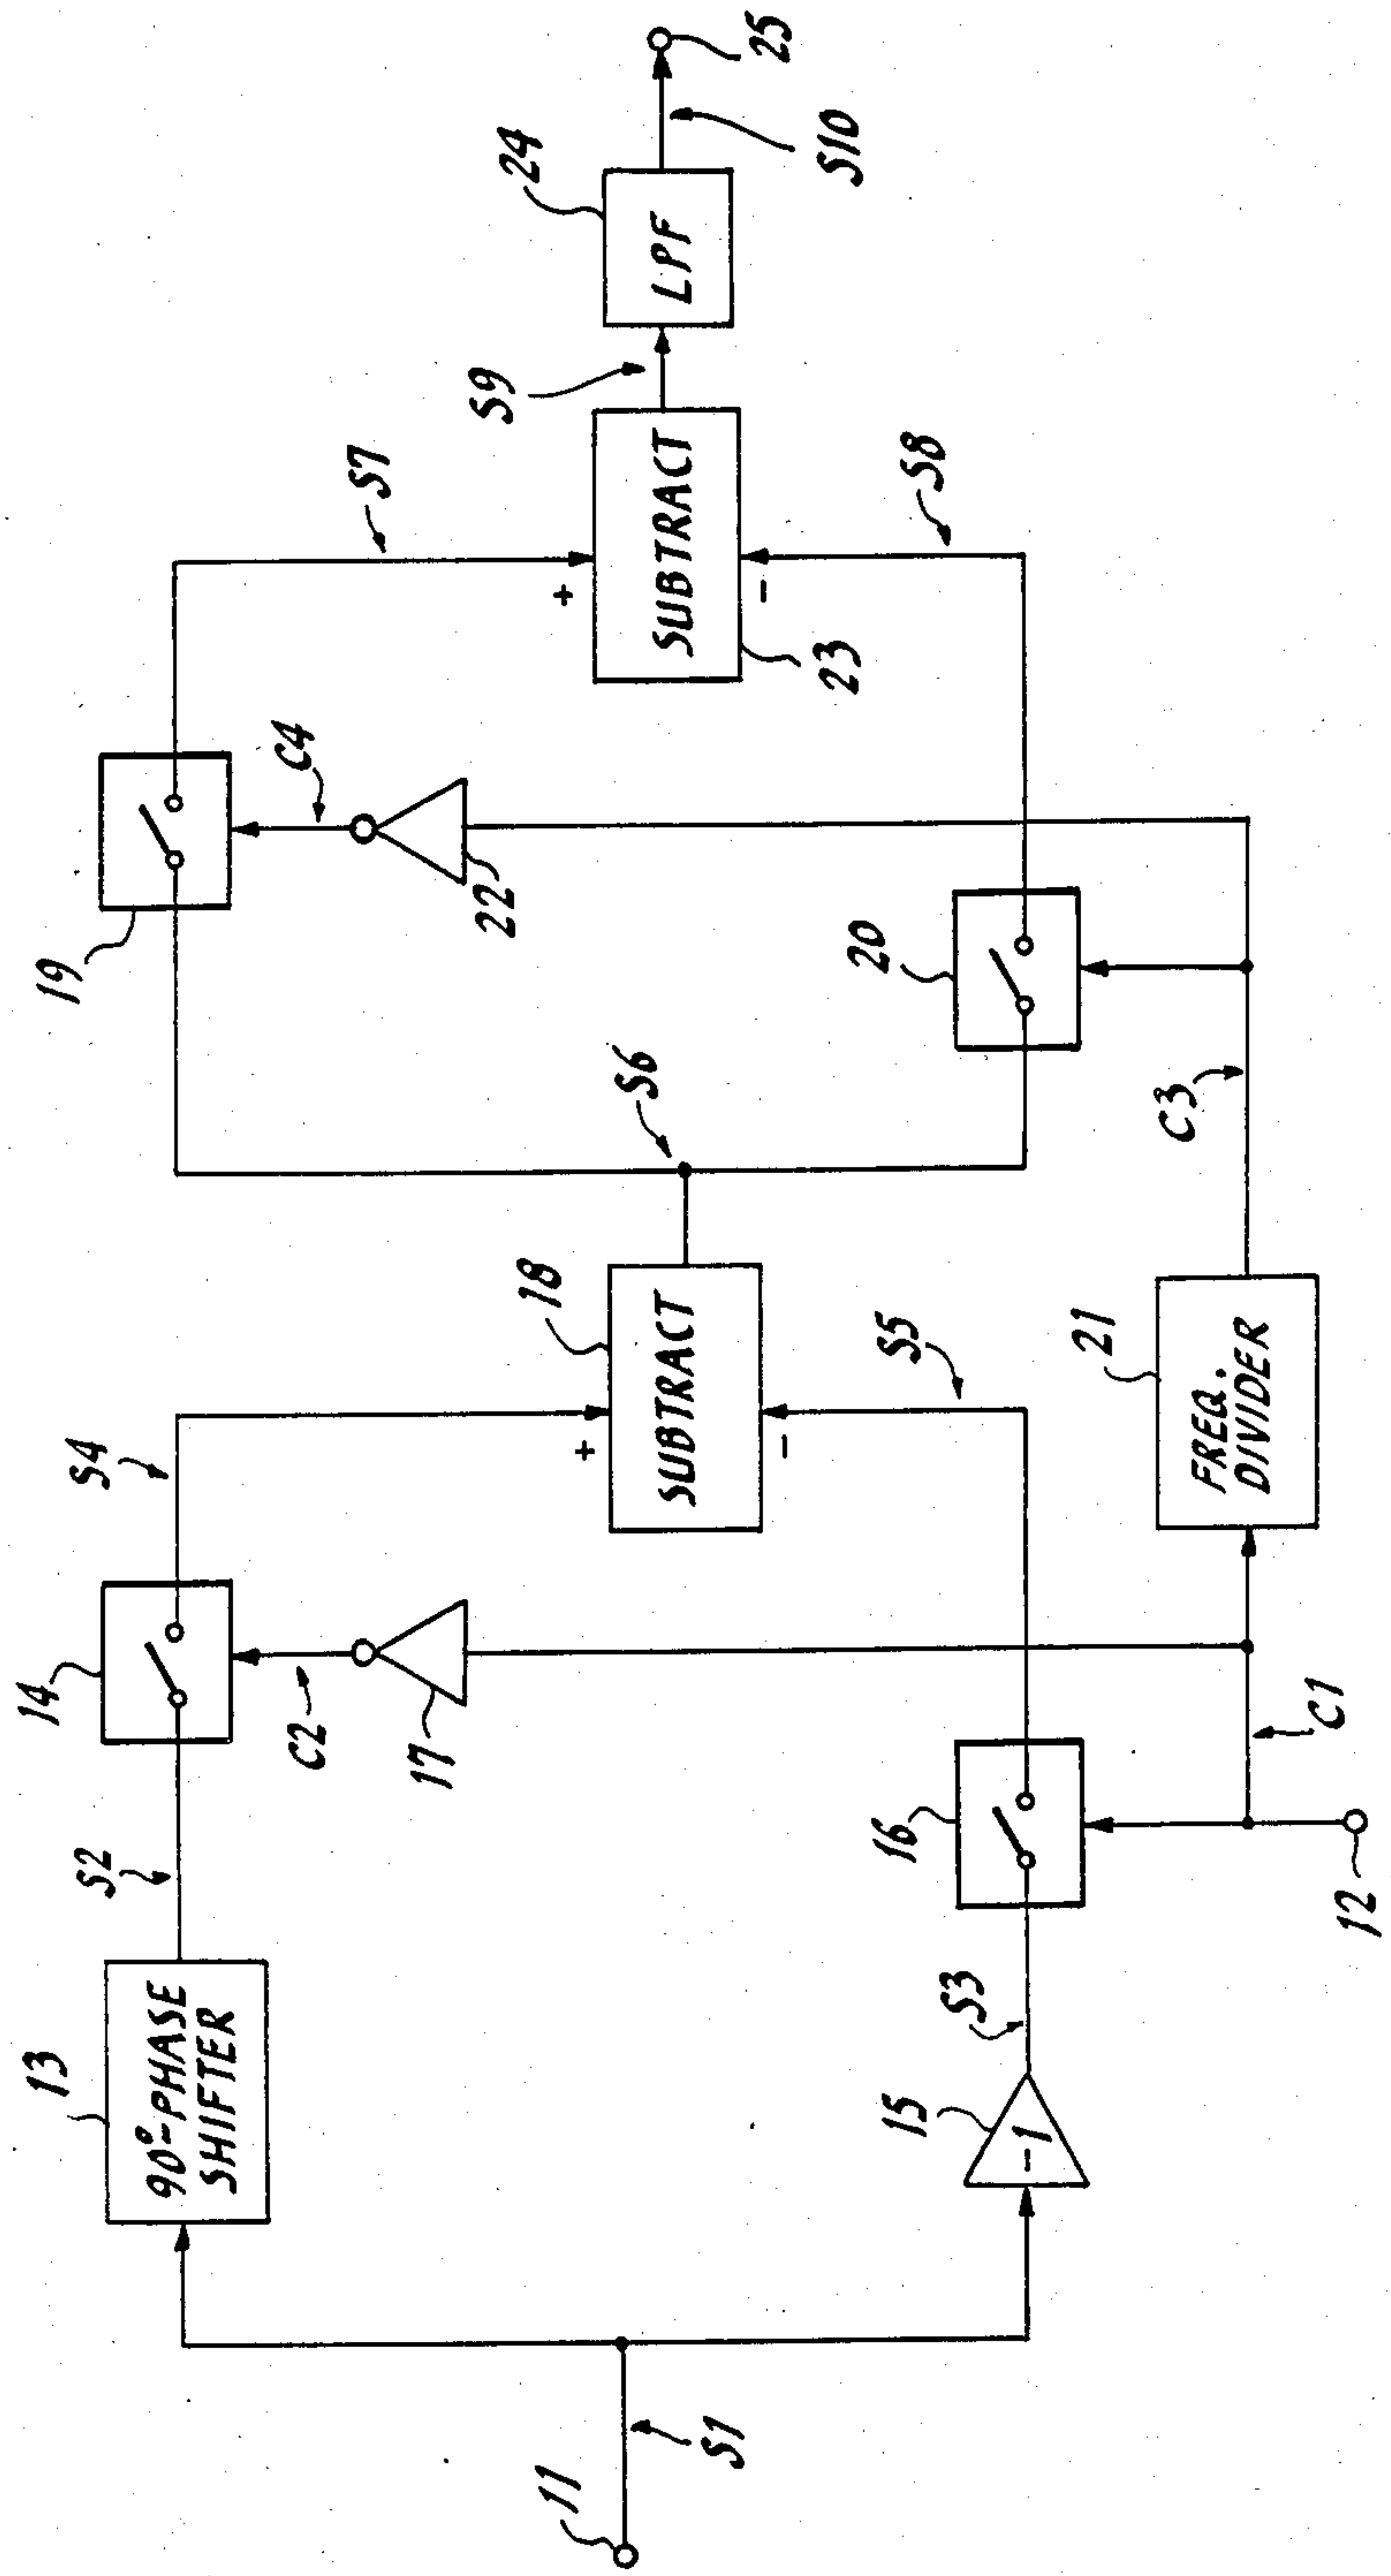 11
S1
13
90°-PHASE
SHIFTER
S2
14
S4
C2
17
15
-1
S3
16
S5
12
C1
+
-
18
SUBTRACT
21
FREQ.
DIVIDER
S6
C3
19
20
C4
22
S7
S8
+
-
SUBTRACT
23
S9
24
LPF
S10
25